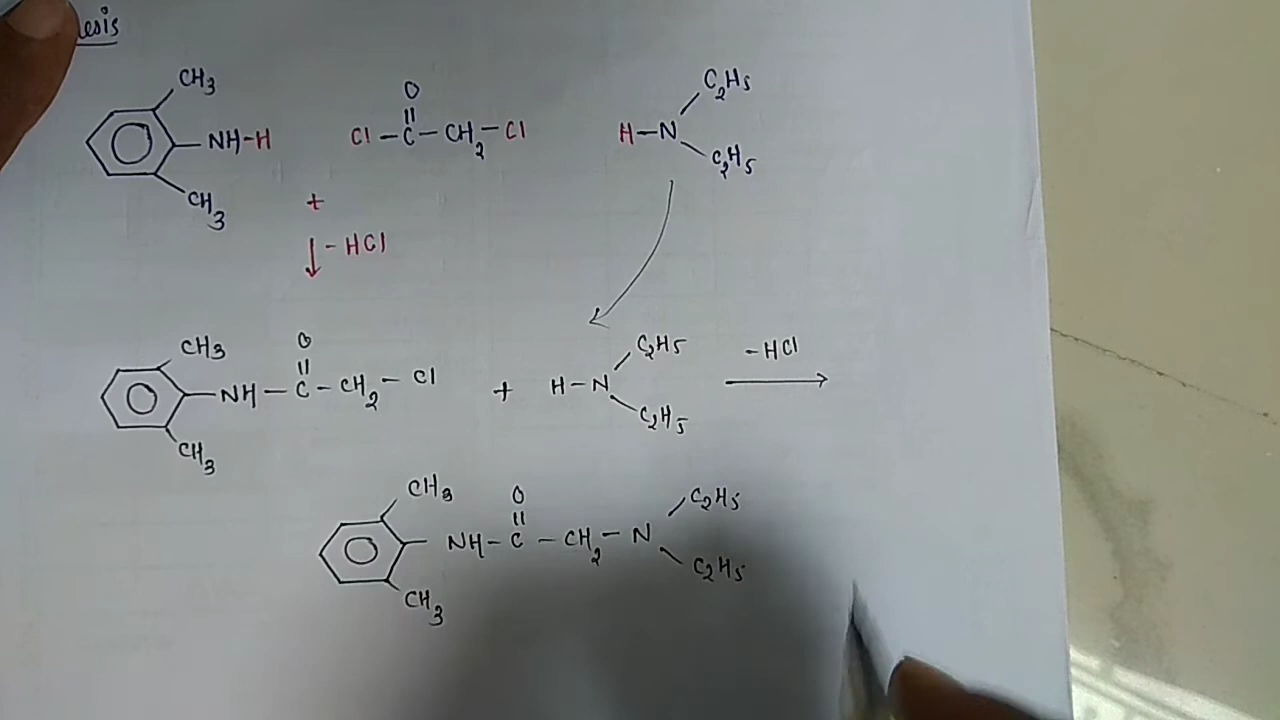 CH₃ O C₂H₅
NH-H Cl - C - CH₂ - Cl H-N
CH₃ C₂H₅
+
- HCl
CH₃ O C₂H₅ - HCl
NH - C - CH₂ - Cl + H-N
CH₃ C₂H₅
CH₃ O C₂H₅
NH - C - CH₂ - N
CH₃ C₂H₅